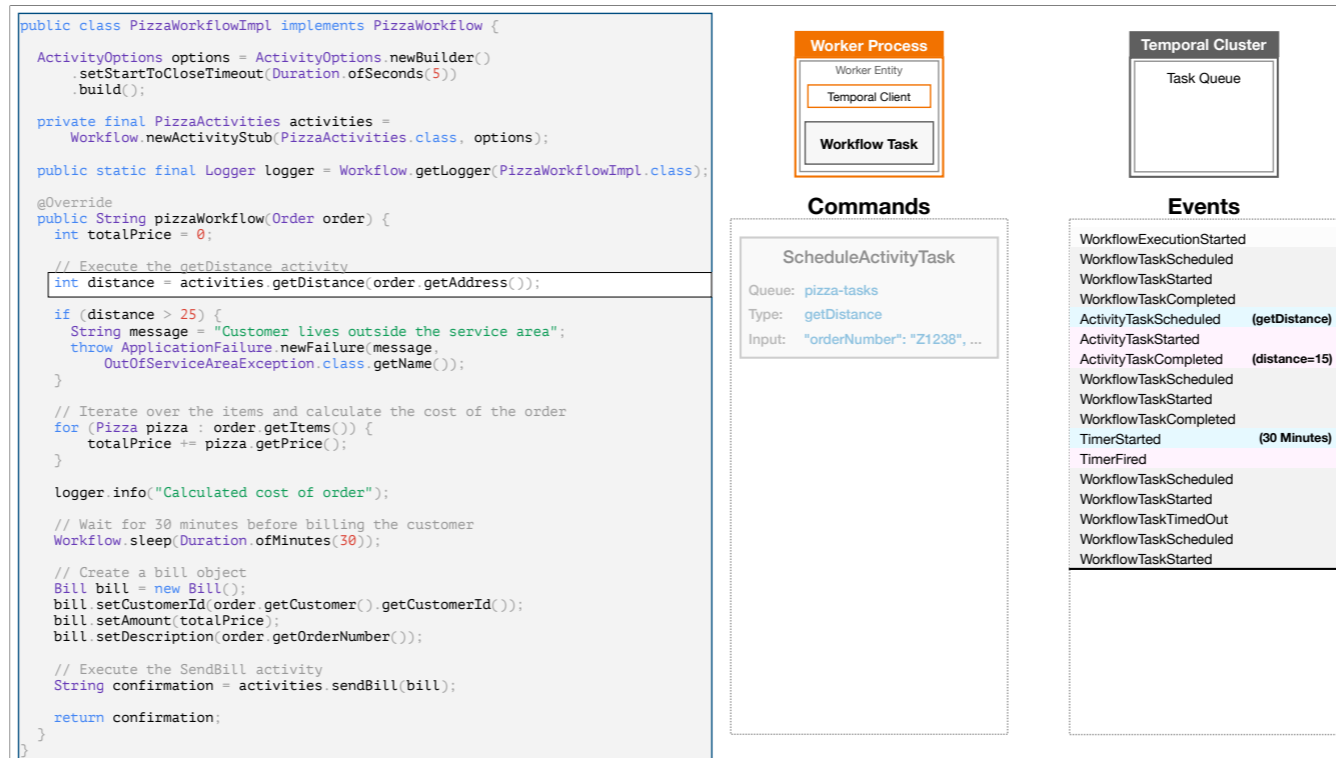 public class PizzaWorkflowImpl implements PizzaWorkflow {
ActivityOptions options = ActivityOptions.newBuilder()
.setStartToCloseTimeout(Duration.ofSeconds(5))
.build();
private final PizzaActivities activities =
Workflow.newActivityStub(PizzaActivities.class, options);
public static final Logger logger = Workflow.getLogger(PizzaWorkflowImpl.class);
@Override
public String pizzaWorkflow(Order order) {
int totalPrice = 0;
// Execute the getDistance activity
int distance = activities.getDistance(order.getAddress());
if (distance > 25) {
String message = "Customer lives outside the service area";
throw ApplicationFailure.newFailure(message,
OutOfServiceAreaException.class.getName());
}
// Iterate over the items and calculate the cost of the order
for (Pizza pizza : order.getItems()) {
totalPrice += pizza.getPrice();
}
logger.info("Calculated cost of order");
// Wait for 30 minutes before billing the customer
Workflow.sleep(Duration.ofMinutes(30));
// Create a bill object
Bill bill = new Bill();
bill.setCustomerId(order.getCustomer().getCustomerId());
bill.setAmount(totalPrice);
bill.setDescription(order.getOrderNumber());
// Execute the SendBill activity
String confirmation = activities.sendBill(bill);
return confirmation;
}
}
Worker Process
Worker Entity
Temporal Client
Workflow Task
Commands
ScheduleActivityTask
Queue: pizza-tasks
Type: getDistance
Input: "orderNumber": "Z1238", ...
Temporal Cluster
Task Queue
Events
WorkflowExecutionStarted
WorkflowTaskScheduled
WorkflowTaskStarted
WorkflowTaskCompleted
ActivityTaskScheduled (getDistance)
ActivityTaskStarted
ActivityTaskCompleted (distance=15)
WorkflowTaskScheduled
WorkflowTaskStarted
WorkflowTaskCompleted
TimerStarted (30 Minutes)
TimerFired
WorkflowTaskScheduled
WorkflowTaskStarted
WorkflowTaskTimedOut
WorkflowTaskScheduled
WorkflowTaskStarted